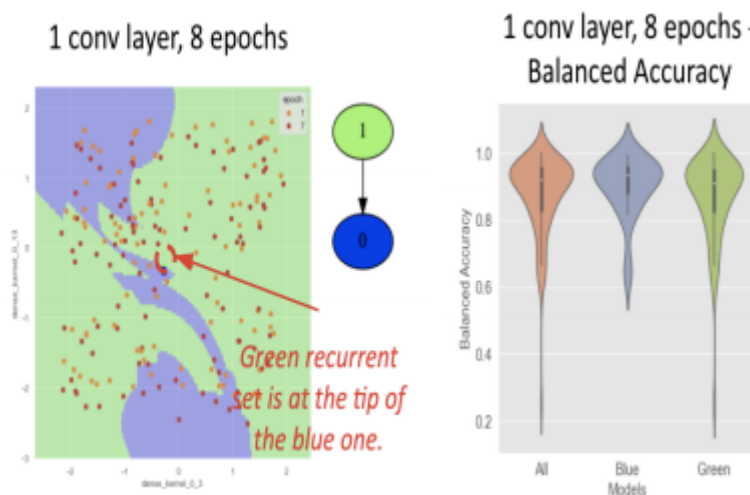 1 conv layer, 8 epochs
epoch
1
7
2
1
0
-1
-2
-3
dense_kernel_0_13
-2
-1
0
1
2
dense_kernel_0_3
1
0
Green recurrent
set is at the tip of
the blue one.
1 conv layer, 8 epochs -
Balanced Accuracy
1.0
0.8
0.6
0.4
0.2
Balanced Accuracy
All
Blue
Green
Models